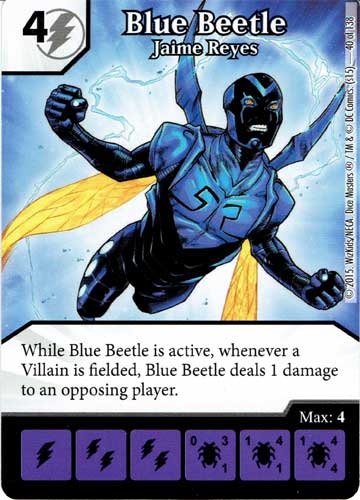 4
Blue Beetle
Jaime Reyes
©2015. Wizkids/NECA. Dice Masters ® / TM & © DC Comics. (s15) 40 of 138
While Blue Beetle is active, whenever a
Villain is fielded, Blue Beetle deals 1 damage
to an opposing player.
Max: 4
0 3 1
1 4 1
1 4 4